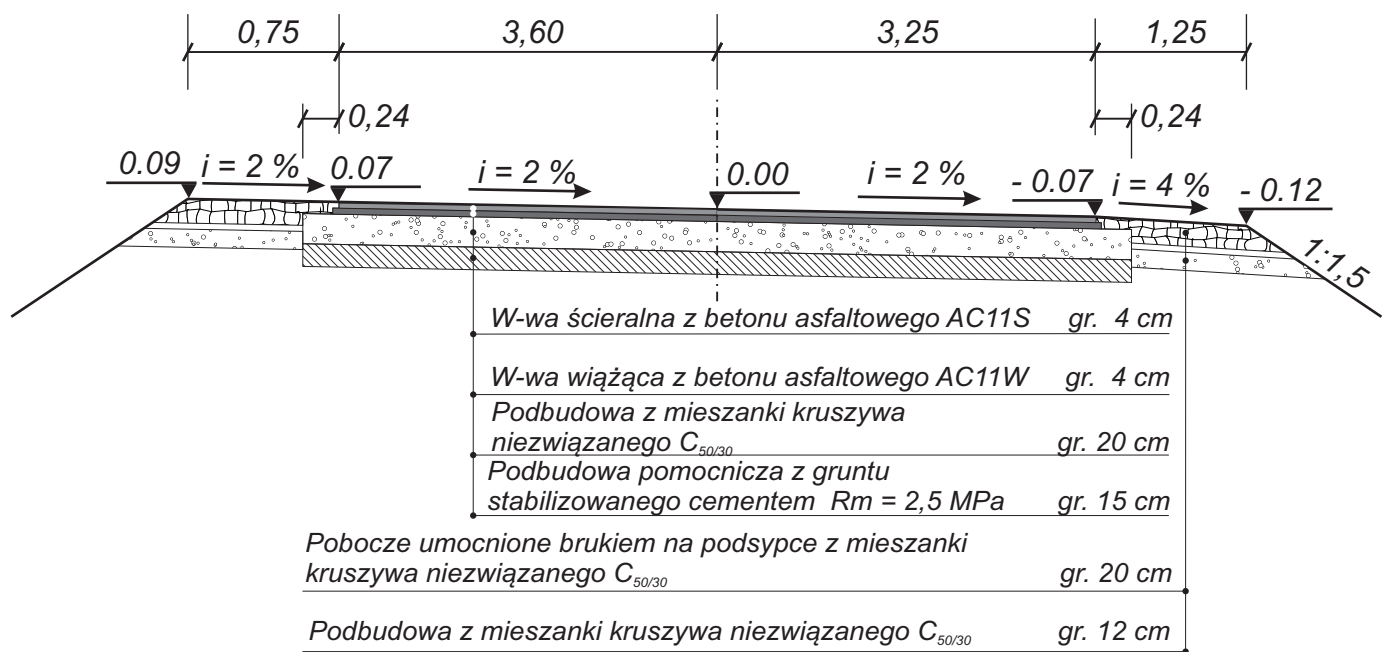 0,75 3,60 3,25 1,25
0,24 0,24
0.09 i = 2 % 0.07 i = 2 % 0.00 i = 2 % - 0.07 i = 4 % - 0.12
1:1,5
W-wa ścieralna z betonu asfaltowego AC11S gr. 4 cm
W-wa wiążąca z betonu asfaltowego AC11W gr. 4 cm
Podbudowa z mieszanki kruszywa
niezwiązanego C50/30 gr. 20 cm
Podbudowa pomocnicza z gruntu
stabilizowanego cementem Rm = 2,5 MPa gr. 15 cm
Pobocze umocnione brukiem na podsypce z mieszanki
kruszywa niezwiązanego C50/30 gr. 20 cm
Podbudowa z mieszanki kruszywa niezwiązanego C50/30 gr. 12 cm